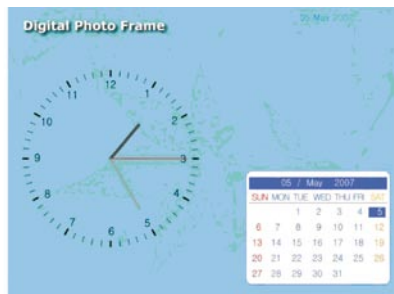 Digital Photo Frame
05 May 2007
12
11 1
10 2
9 3
8 4
7 5
6
05 / May 2007
SUN MON TUE WED THU FRI SAT
1 2 3 4 5
6 7 8 9 10 11 12
13 14 15 16 17 18 19
20 21 22 23 24 25 26
27 28 29 30 31